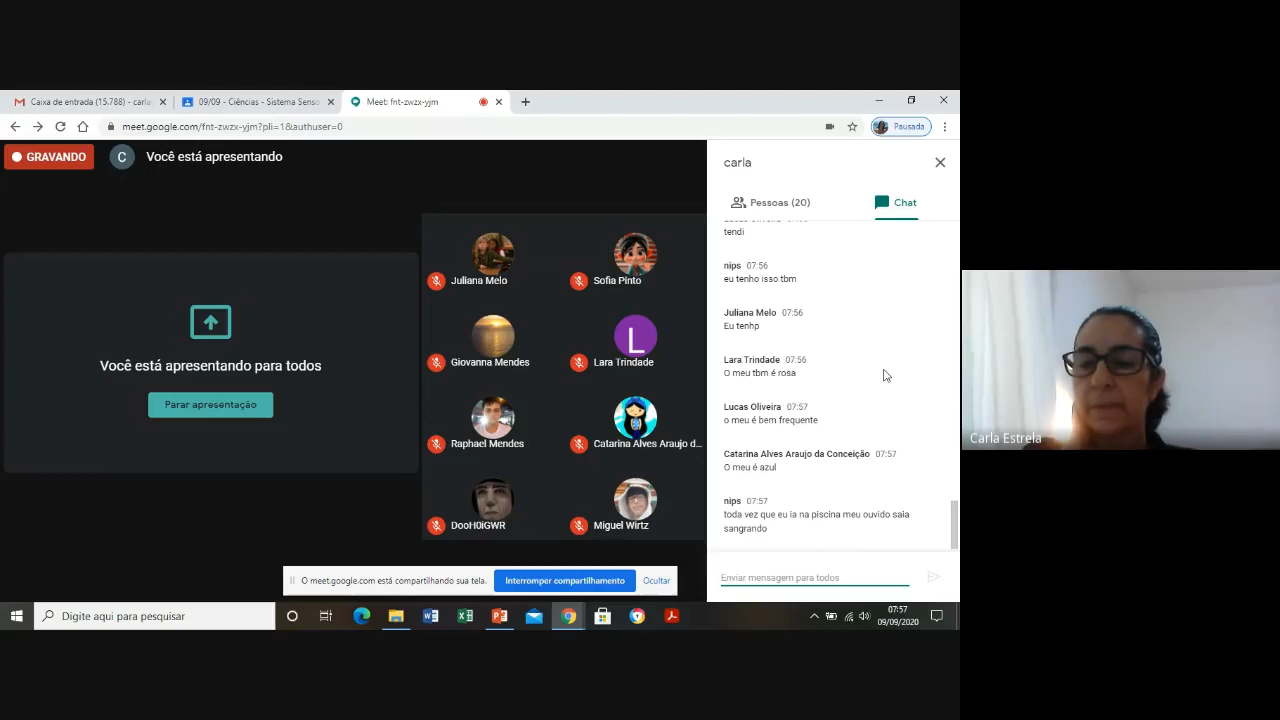 Caixa de entrada (15.788) - carla
09/09 - Ciências - Sistema Senso
Meet: fnt-zwzx-yjm
meet.google.com/fnt-zwzx-yjm?pli=1&authuser=0
Pausada
GRAVANDO
C
Você está apresentando
carla
Pessoas (20)
Chat
Você está apresentando para todos
Parar apresentação
Juliana Melo
Sofia Pinto
Giovanna Mendes
L
Lara Trindade
Raphael Mendes
Catarina Alves Araujo d...
DooH0iGWR
Miguel Wirtz
tendi
nips 07:56
eu tenho isso tbm
Juliana Melo 07:56
Eu tenhp
Lara Trindade 07:56
O meu tbm é rosa
Lucas Oliveira 07:57
o meu é bem frequente
Catarina Alves Araujo da Conceição 07:57
O meu é azul
nips 07:57
toda vez que eu ia na piscina meu ouvido saia
sangrando
Enviar mensagem para todos
O meet.google.com está compartilhando sua tela.
Interromper compartilhamento
Ocultar
Digite aqui para pesquisar
07:57
09/09/2020
Carla Estrela